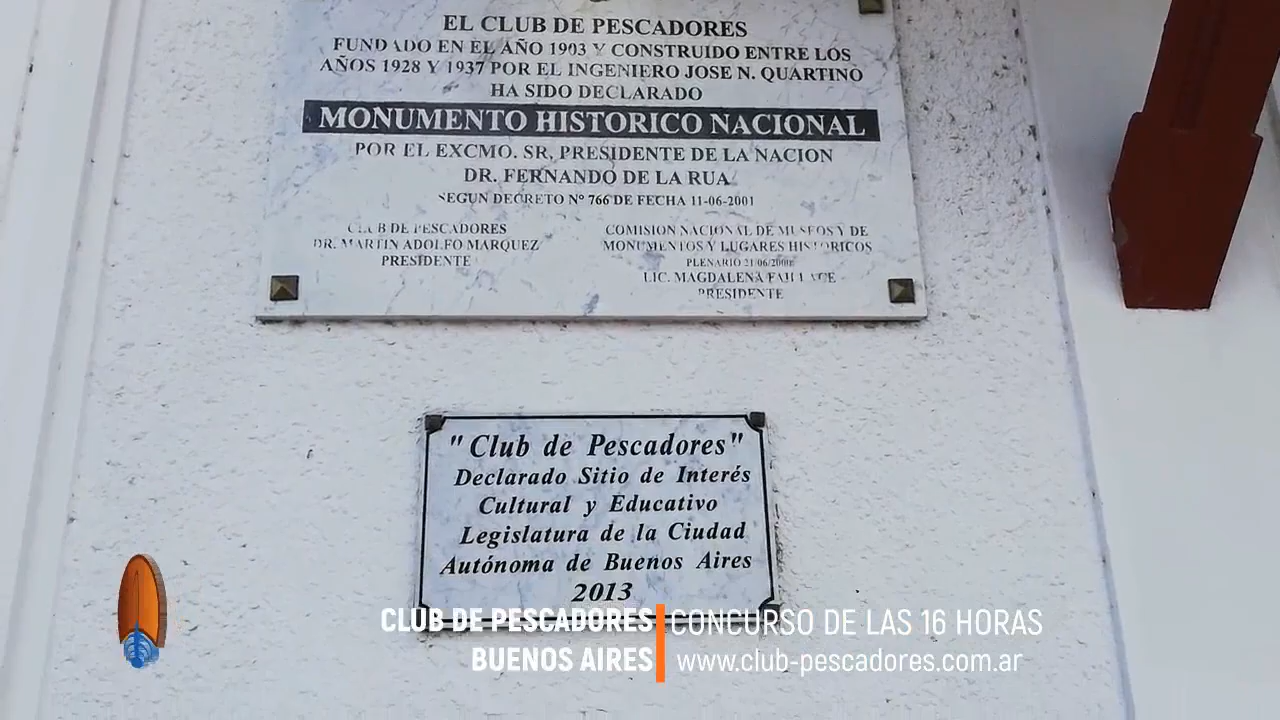 EL CLUB DE PESCADORES
FUNDADO EN EL AÑO 1903 Y CONSTRUIDO ENTRE LOS
AÑOS 1928 Y 1937 POR EL INGENIERO JOSE N. QUARTINO
HA SIDO DECLARADO
MONUMENTO HISTORICO NACIONAL
POR EL EXCMO. SR. PRESIDENTE DE LA NACION
DR. FERNANDO DE LA RUA
SEGUN DECRETO Nº 766 DE FECHA 11-06-2001
CLUB DE PESCADORES
DR. MARTIN ADOLFO MARQUEZ
PRESIDENTE
COMISION NACIONAL DE MUSEOS Y DE
MONUMENTOS Y LUGARES HISTORICOS
PLENARIO
LIC. MAGDALENA
PRESIDENTE
"Club de Pescadores"
Declarado Sitio de Interés
Cultural y Educativo
Legislatura de la Ciudad
Autónoma de Buenos Aires
2013
CLUB DE PESCADORES
BUENOS AIRES
CONCURSO DE LAS 16 HORAS
www.club-pescadores.com.ar